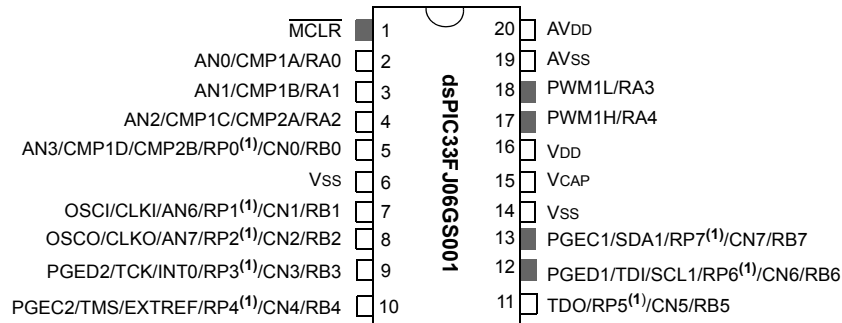 MCLR 1
AN0/CMP1A/RA0 2
AN1/CMP1B/RA1 3
AN2/CMP1C/CMP2A/RA2 4
AN3/CMP1D/CMP2B/RP0(1)/CN0/RB0 5
VSS 6
OSCI/CLKI/AN6/RP1(1)/CN1/RB1 7
OSCO/CLKO/AN7/RP2(1)/CN2/RB2 8
PGED2/TCK/INT0/RP3(1)/CN3/RB3 9
PGEC2/TMS/EXTREF/RP4(1)/CN4/RB4 10
dsPIC33FJ06GS001
20 AVDD
19 AVSS
18 PWM1L/RA3
17 PWM1H/RA4
16 VDD
15 VCAP
14 VSS
13 PGEC1/SDA1/RP7(1)/CN7/RB7
12 PGED1/TDI/SCL1/RP6(1)/CN6/RB6
11 TDO/RP5(1)/CN5/RB5